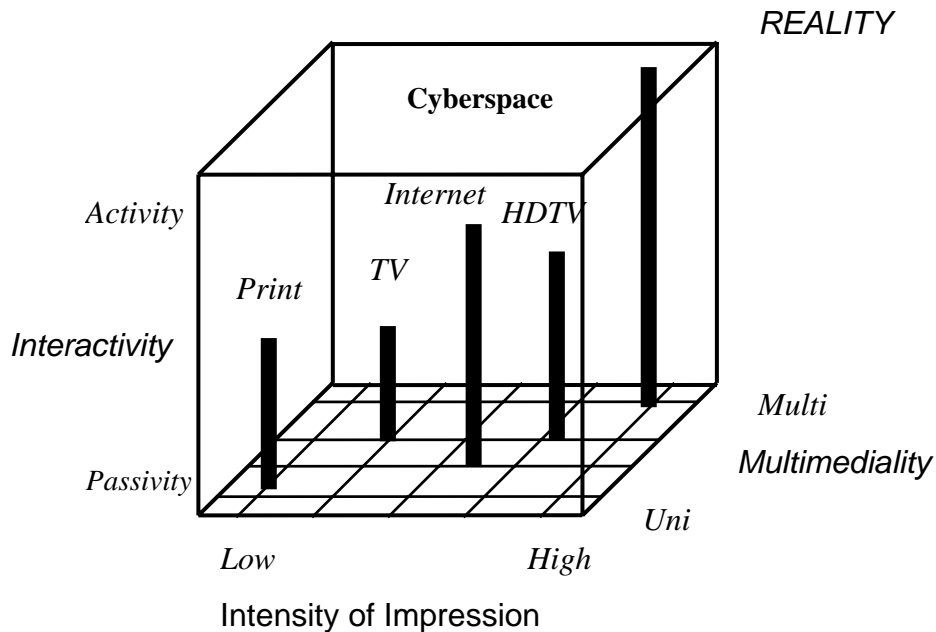 REALITY
Cyberspace
Internet
Activity
HDTV
TV
Print
Interactivity
Multi
Multimediality
Passivity
Uni
Low
High
Intensity of Impression